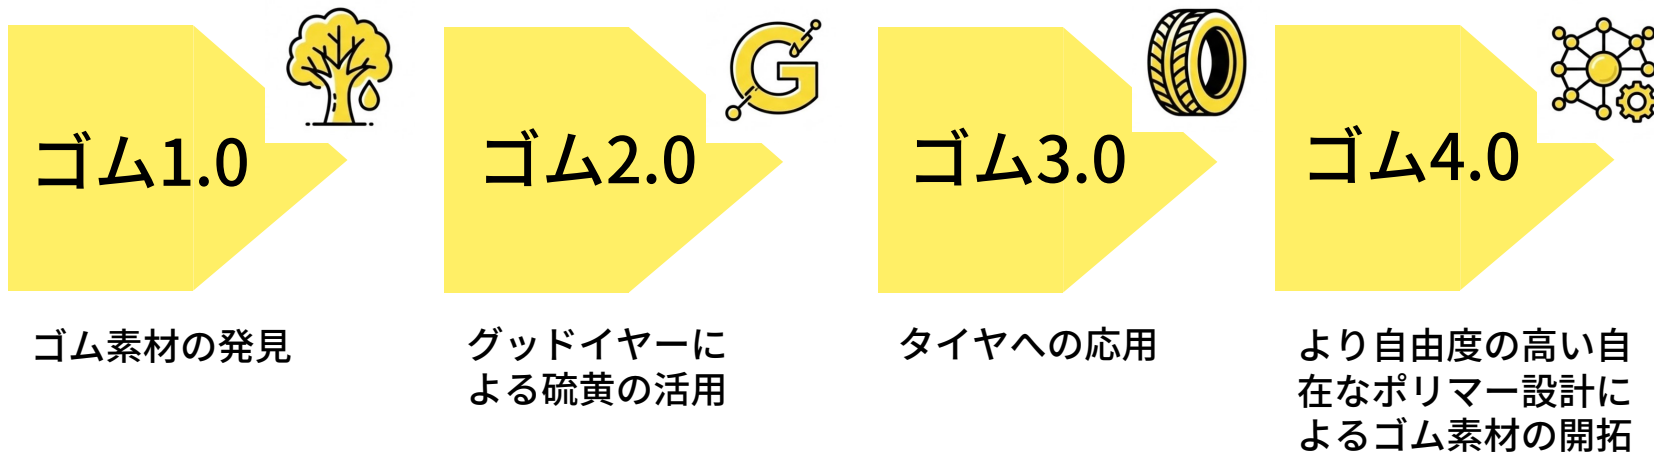 ゴム1.0
ゴム2.0
ゴム3.0
ゴム4.0
ゴム素材の発見
グッドイヤーに
よる硫黄の活用
タイヤへの応用
より自由度の高い自
在なポリマー設計に
よるゴム素材の開拓
G